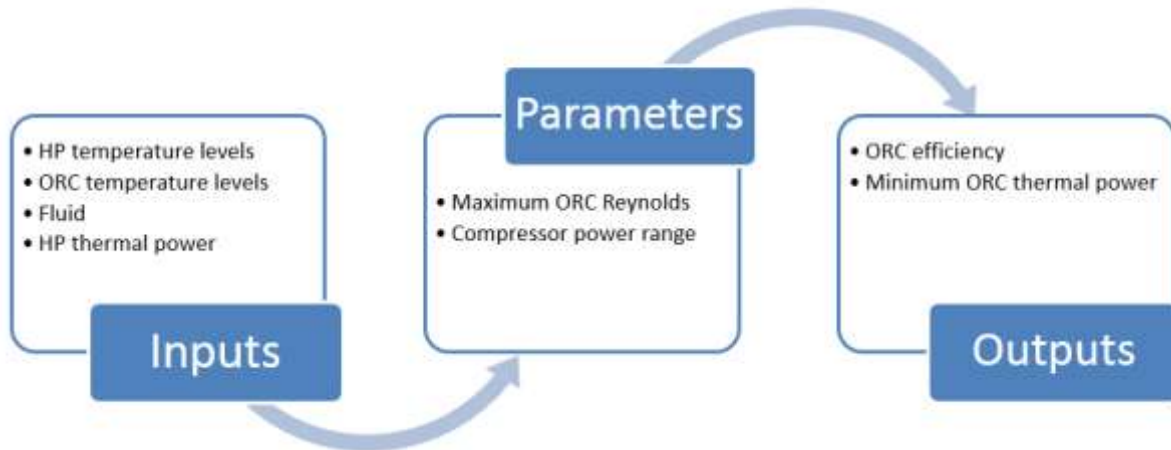 • HP temperature levels
• ORC temperature levels
• Fluid
• HP thermal power
Inputs
Parameters
• Maximum ORC Reynolds
• Compressor power range
• ORC efficiency
• Minimum ORC thermal power
Outputs